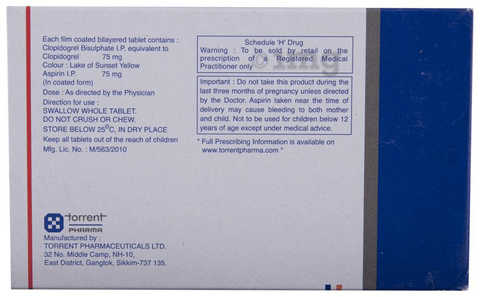 Each film coated bilayered tablet contains :
Clopidogrel Bisulphate I.P. equivalent to
Clopidogrel 75 mg
Colour : Lake of Sunset Yellow
Aspirin I.P. 75 mg
(In coated form)
Dose : As directed by the Physician
Direction for use :
SWALLOW WHOLE TABLET.
DO NOT CRUSH OR CHEW.
STORE BELOW 25°C, IN DRY PLACE
Keep all tablets out of the reach of children
Mfg. Lic. No. : M/563/2010
Schedule 'H' Drug
Warning : To be sold by retail on the
prescription of a Registered Medical
Practitioner only
Important : Do not take this product during the
last three months of pregnancy unless directed
by the Doctor. Aspirin taken near the time of
delivery may cause bleeding to both mother
and child. Not to be used for children below 12
years of age except under medical advice.
* Full Prescribing Information is available on
www.torrentpharma.com *
torrent
PHARMA
Manufactured by :
TORRENT PHARMACEUTICALS LTD.
32 No. Middle Camp, NH-10,
East District, Gangtok, Sikkim-737 135.